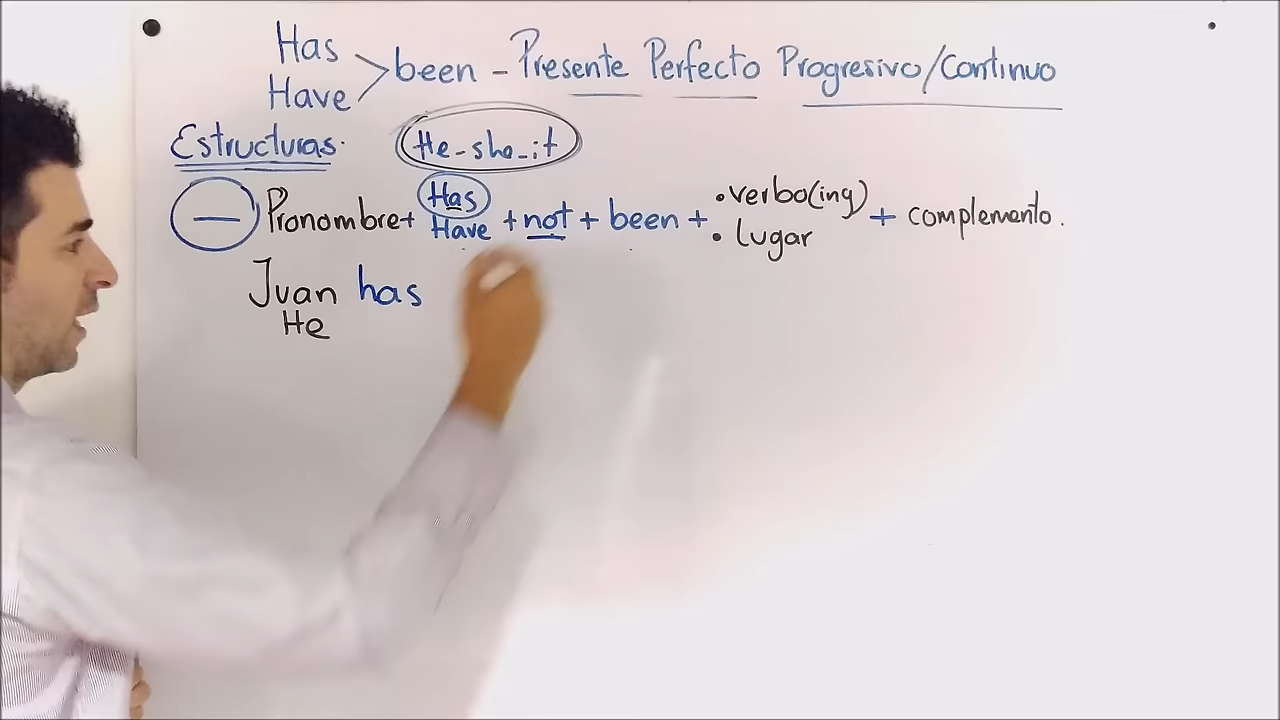 Has
Have > been - Presente Perfecto Progresivo/Continuo
Estructuras. He-she-it
— Pronombre + Has + not + been + • verbo(ing) + complemento.
Have • lugar
Juan has
He